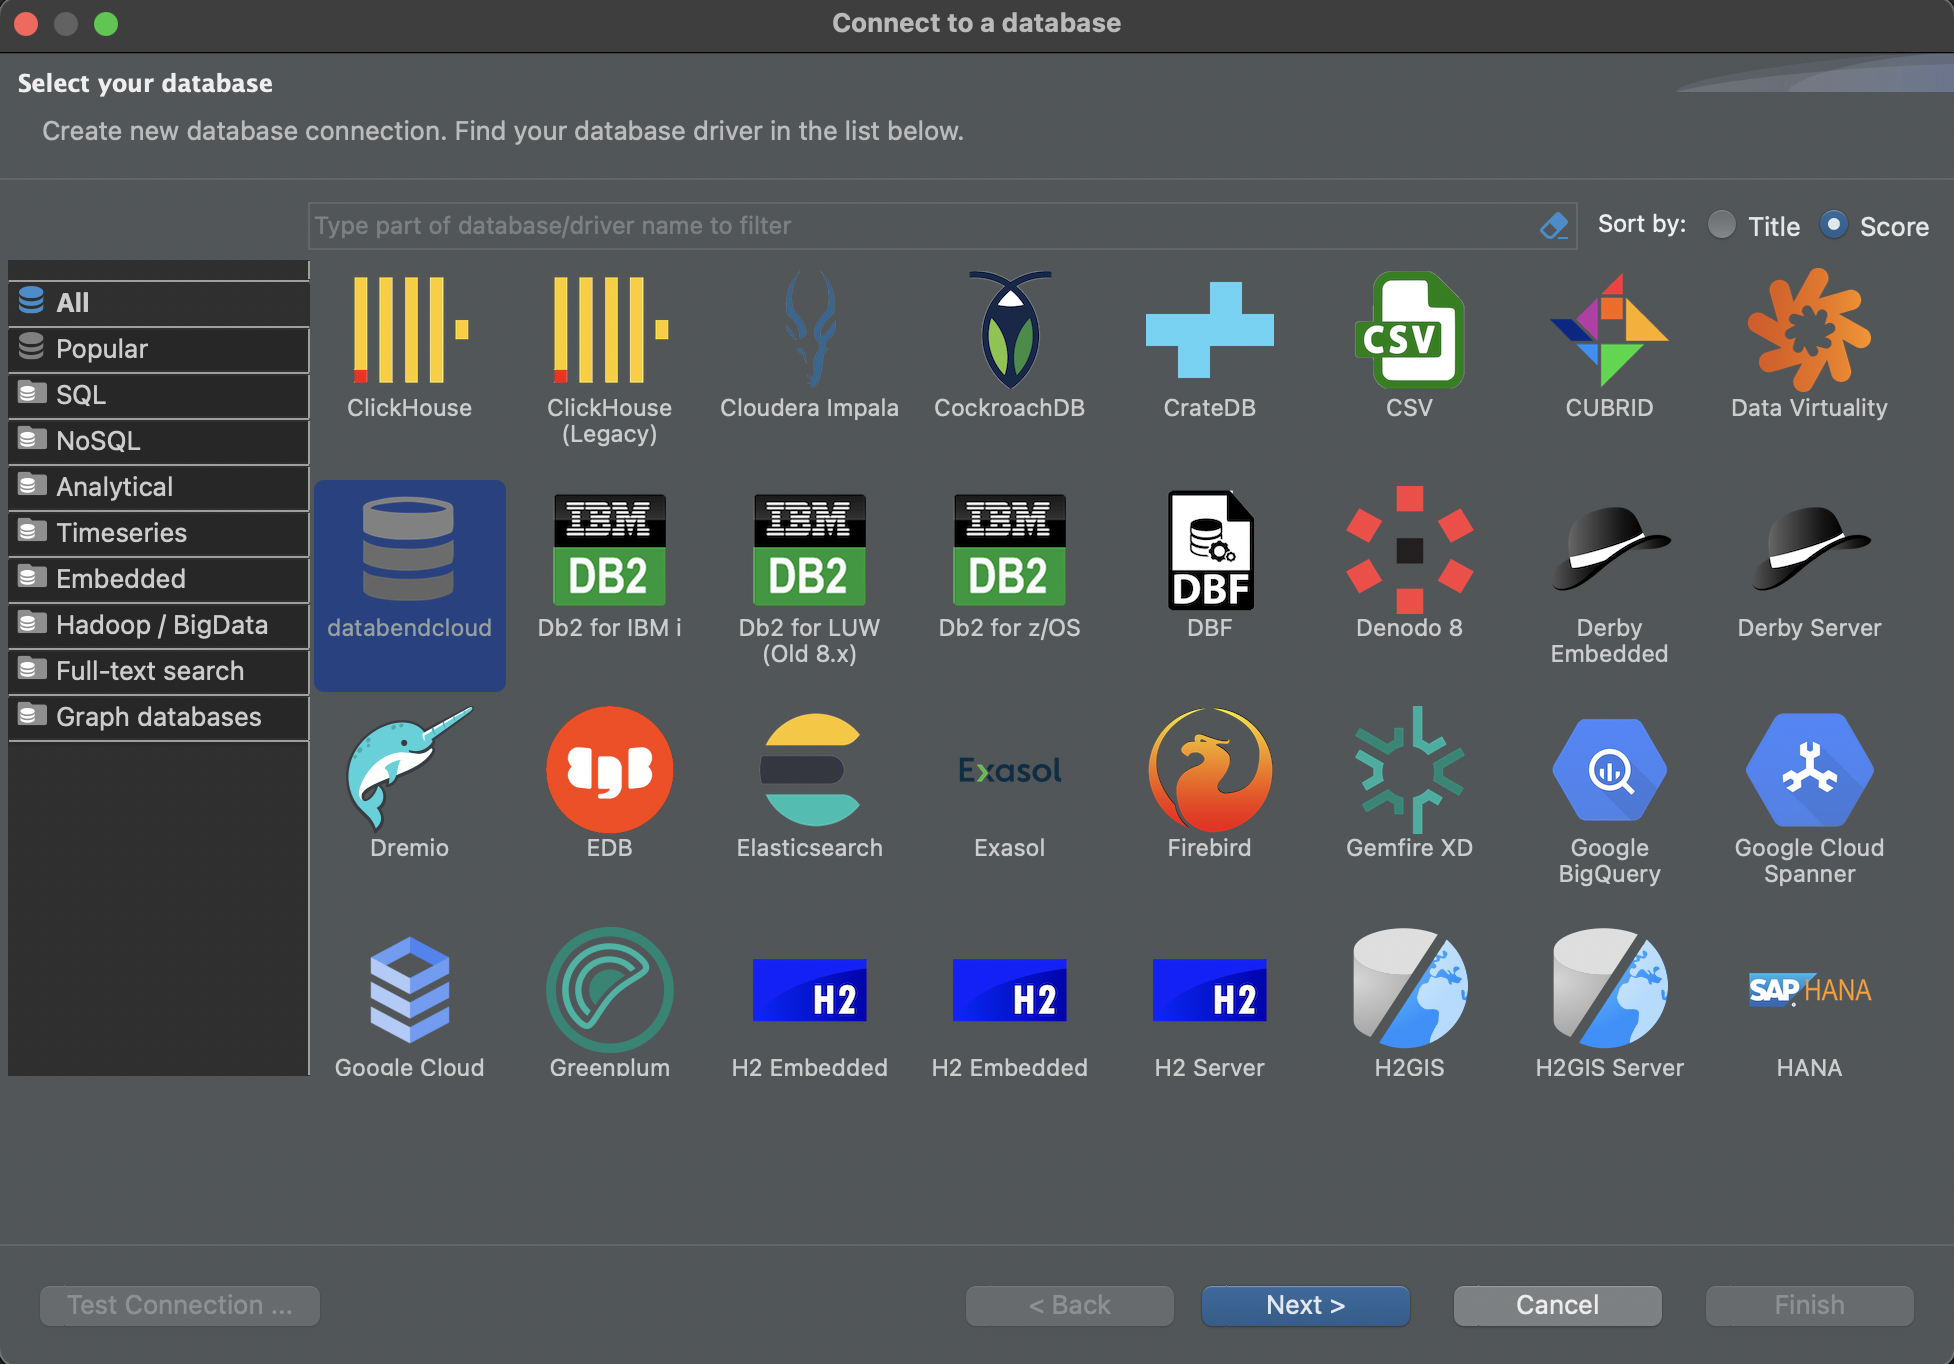 Connect to a database
Select your database
Create new database connection. Find your database driver in the list below.
Type part of database/driver name to filter
Sort by:
Title
Score
All
Popular
SQL
NoSQL
Analytical
Timeseries
Embedded
Hadoop / BigData
Full-text search
Graph databases
ClickHouse
ClickHouse
(Legacy)
Cloudera Impala
CockroachDB
CrateDB
CSV
CSV
CUBRID
Data Virtuality
databendcloud
IBM
DB2
Db2 for IBM i
IBM
DB2
Db2 for LUW
(Old 8.x)
IBM
DB2
Db2 for z/OS
DBF
DBF
Denodo 8
Derby
Embedded
Derby Server
Dremio
EDB
EDB
Elasticsearch
Exasol
Exasol
Firebird
Gemfire XD
Google
BigQuery
Google Cloud
Spanner
Google Cloud
Greenplum
H2
H2 Embedded
H2
H2 Embedded
H2
H2 Server
H2GIS
H2GIS Server
SAP HANA
HANA
Test Connection ...
< Back
Next >
Cancel
Finish